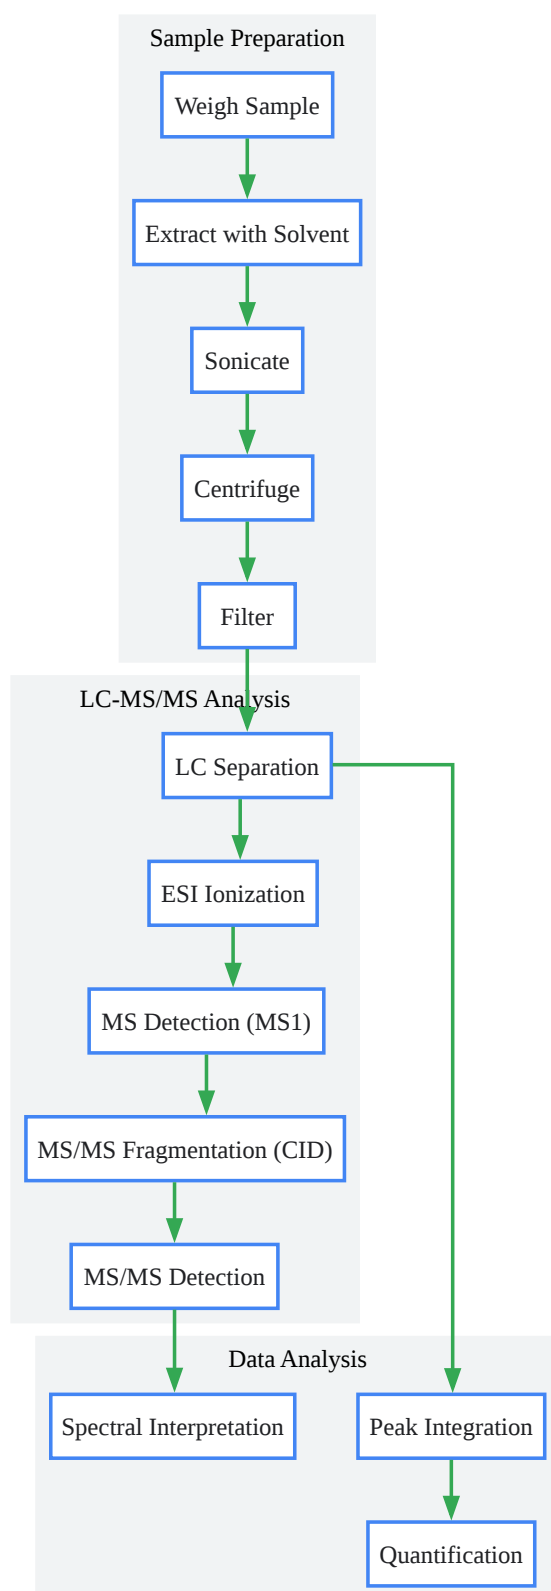 Sample Preparation
Weigh Sample
Extract with Solvent
Sonicate
Centrifuge
Filter
LC-MS/MS Analysis
LC Separation
ESI Ionization
MS Detection (MS1)
MS/MS Fragmentation (CID)
MS/MS Detection
Data Analysis
Spectral Interpretation
Peak Integration
Quantification